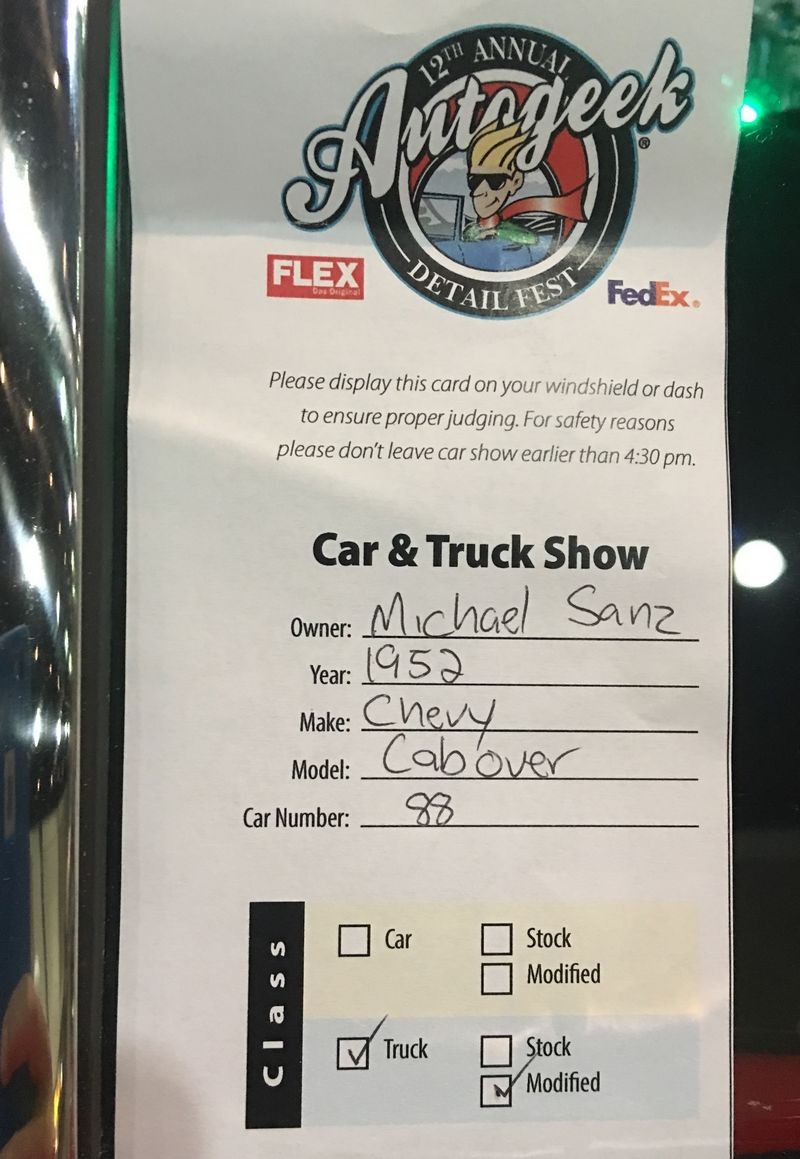 12TH ANNUAL
Autogeek®
DETAIL FEST
FLEX
Das Original
FedEx®
Please display this card on your windshield or dash
to ensure proper judging. For safety reasons
please don't leave car show earlier than 4:30 pm.
Car & Truck Show
Owner: Michael Sanz
Year: 1952
Make: Chevy
Model: Cab over
Car Number: 88
Class
Car
Stock
Modified
Truck
Stock
Modified